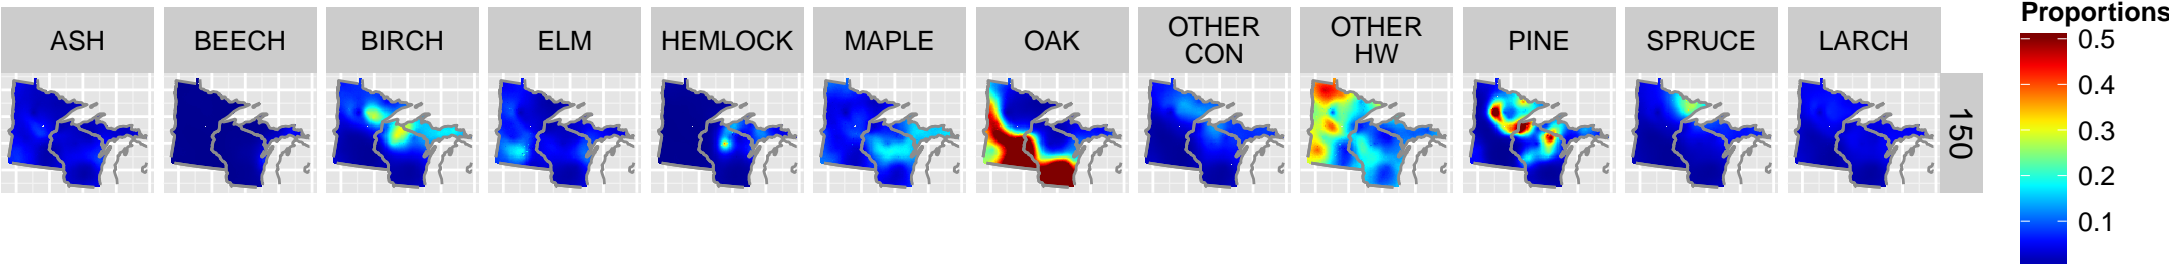 ASH
BEECH
BIRCH
ELM
HEMLOCK
MAPLE
OAK
OTHER
CON
OTHER
HW
PINE
SPRUCE
LARCH
150
Proportions
0.5
0.4
0.3
0.2
0.1